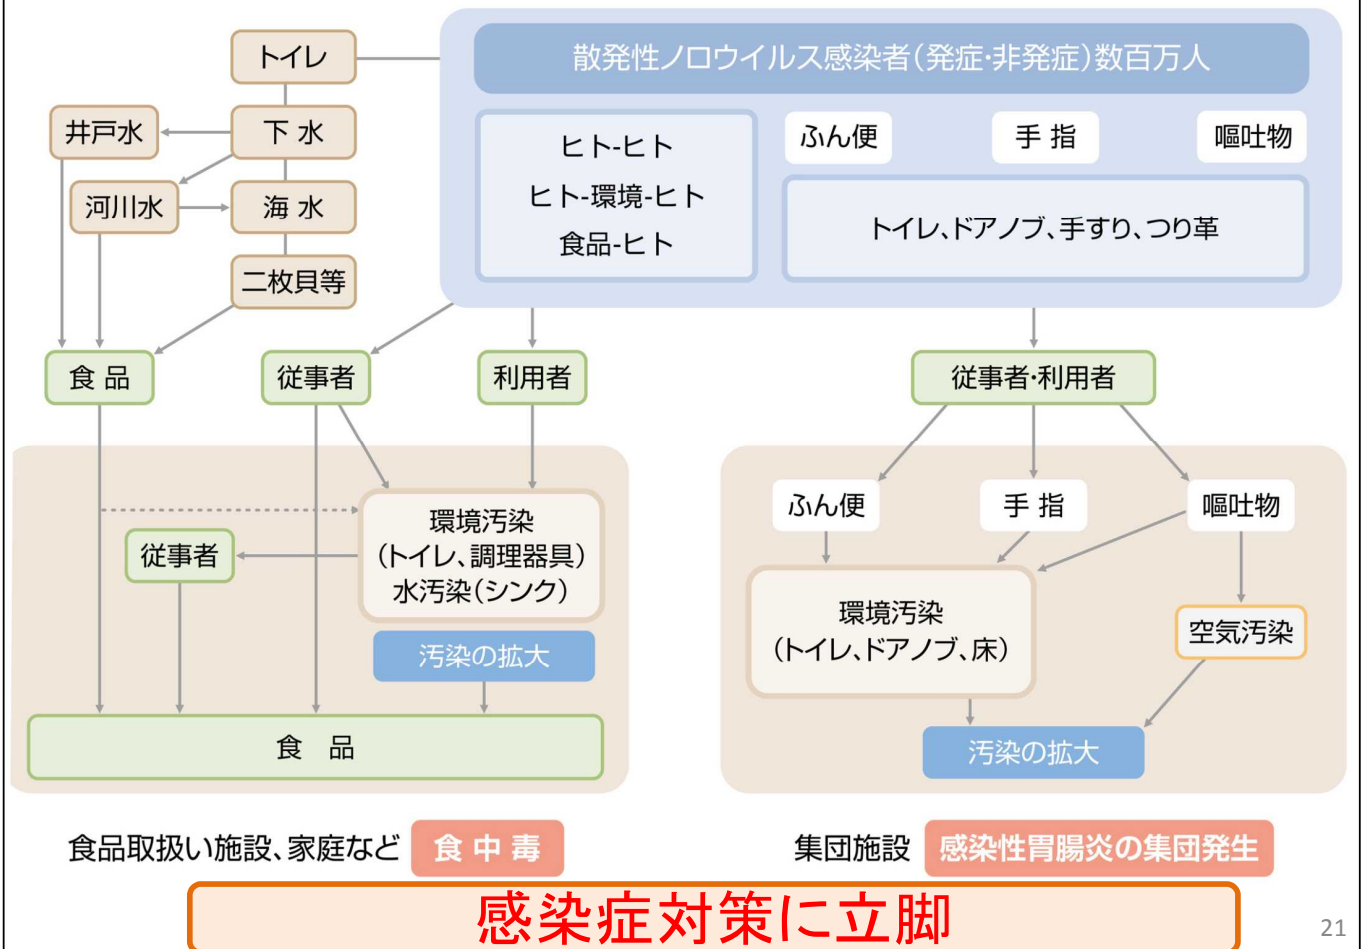 トイレ
散発性ノロウイルス感染者(発症・非発症)数百万人
井戸水
下 水
河川水
海 水
二枚貝等
ヒト-ヒト
ヒト-環境-ヒト
食品-ヒト
ふん便
手 指
嘔吐物
トイレ、ドアノブ、手すり、つり革
食 品
従事者
利用者
従事者・利用者
環境汚染
(トイレ、調理器具)
水汚染(シンク)
従事者
汚染の拡大
食 品
ふん便
手 指
嘔吐物
環境汚染
(トイレ、ドアノブ、床)
空気汚染
汚染の拡大
食品取扱い施設、家庭など 食 中 毒
集団施設 感染性胃腸炎の集団発生
感染症対策に立脚
21